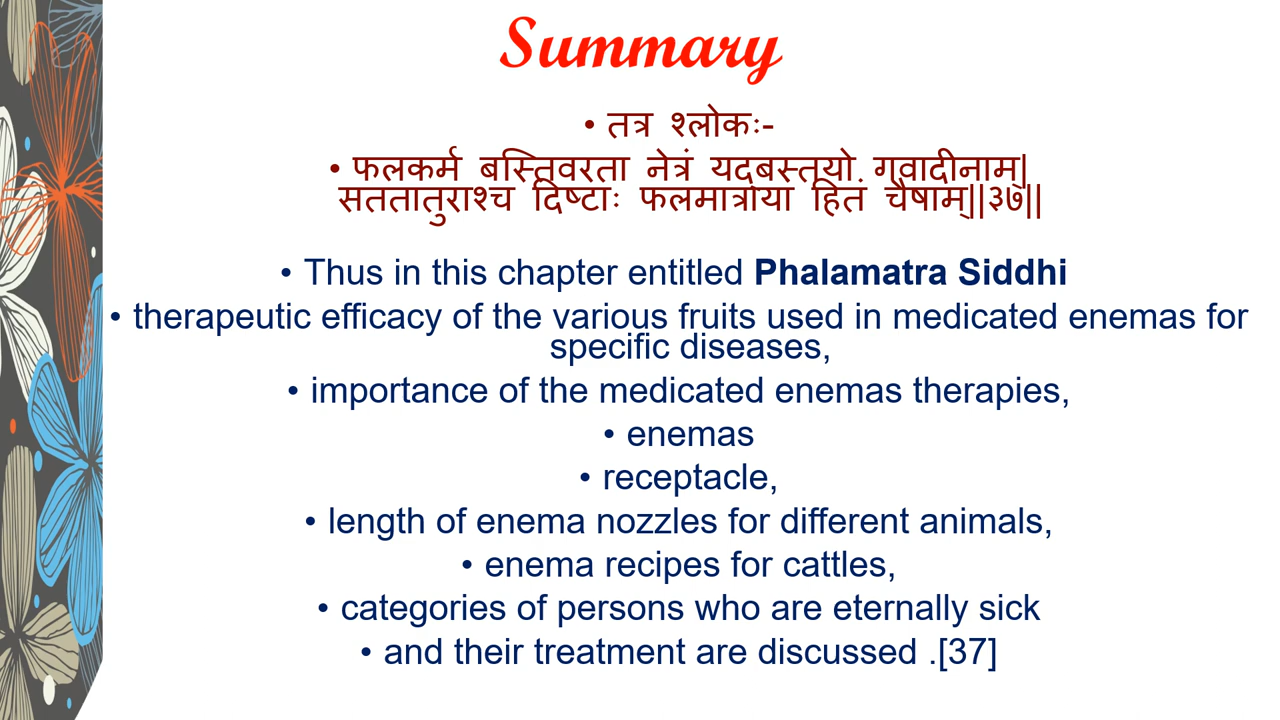 Summary
• तत्र श्लोकः-
• फलकर्म बस्तिवरता नेत्रं यद्बस्तयो गवादीनाम्|
सततातुराश्च दिष्टाः फलमात्रायां हितं चैषाम्||३७||
• Thus in this chapter entitled Phalamatra Siddhi
• therapeutic efficacy of the various fruits used in medicated enemas for
specific diseases,
• importance of the medicated enemas therapies,
• enemas
• receptacle,
• length of enema nozzles for different animals,
• enema recipes for cattles,
• categories of persons who are eternally sick
• and their treatment are discussed .[37]